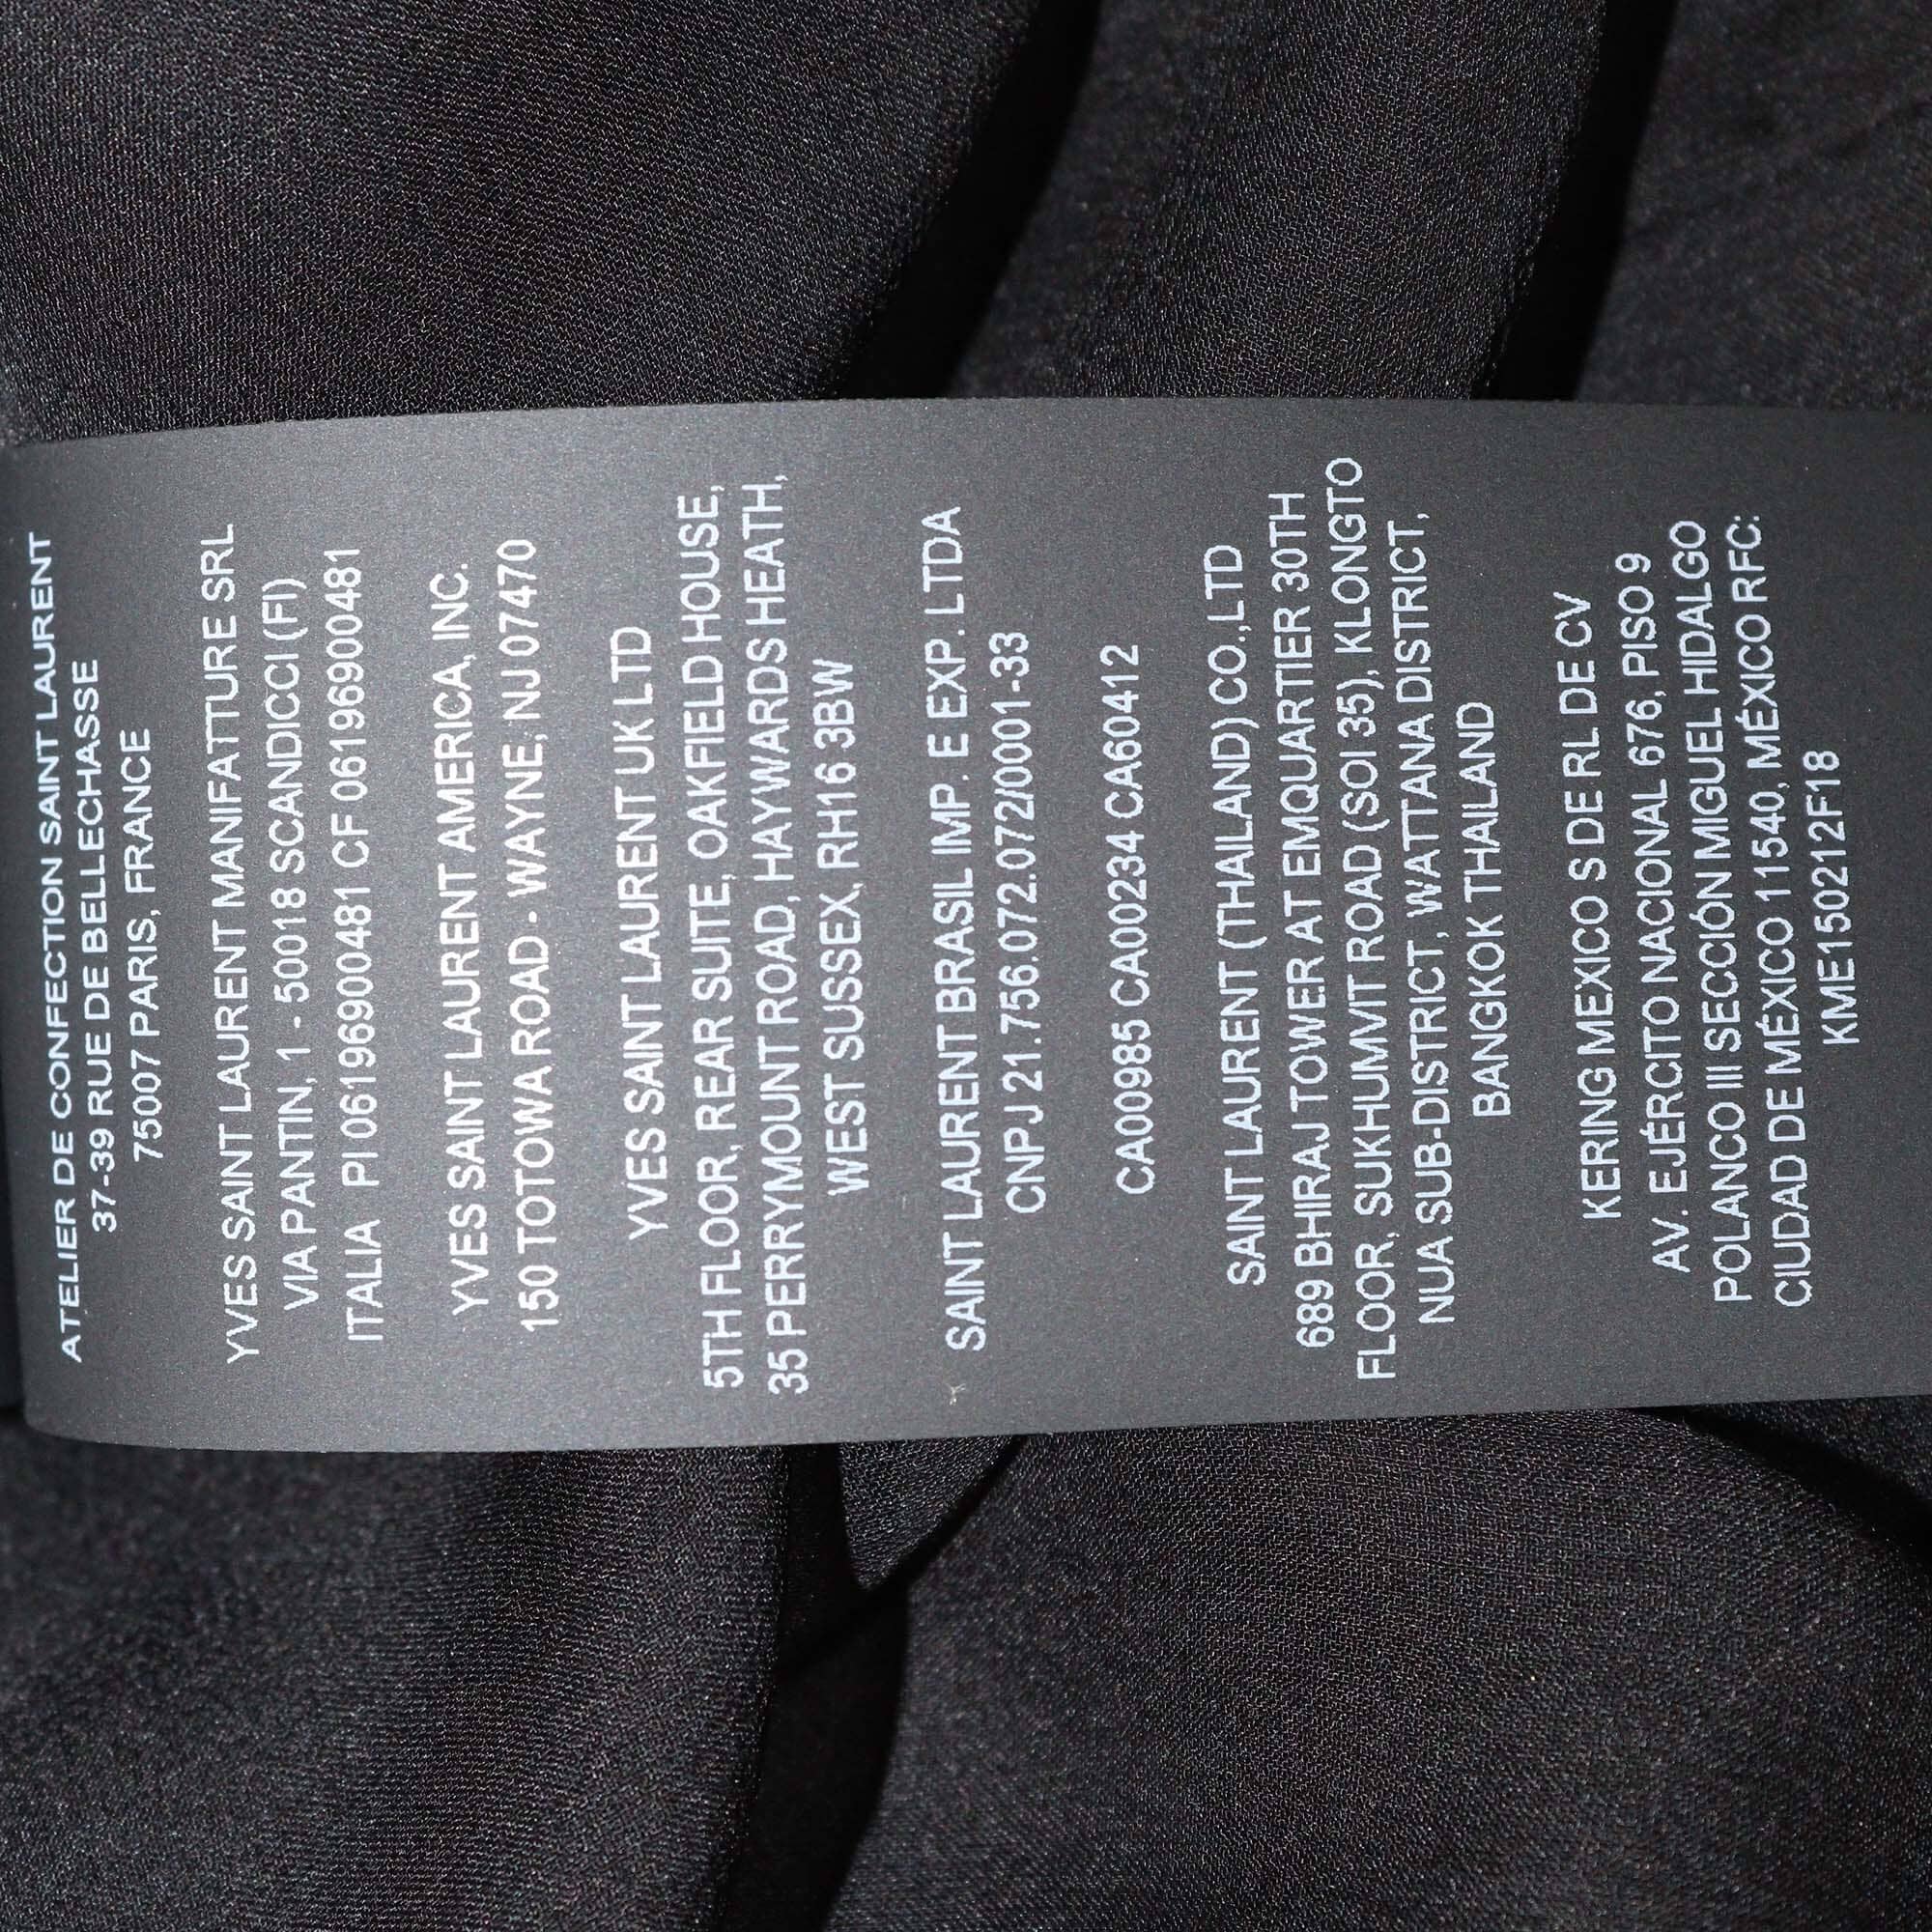 ATELIER DE CONFECTION SAINT LAURENT
37-39 RUE DE BELLECHASSE
75007 PARIS, FRANCE
YVES SAINT LAURENT MANIFATTURE SRL
VIA PANTIN, 1 - 50018 SCANDICCI (FI)
ITALIA PI 06196900481 CF 06196900481
YVES SAINT LAURENT AMERICA, INC.
150 TOTOWA ROAD - WAYNE, NJ 07470
YVES SAINT LAURENT UK LTD
5TH FLOOR, REAR SUITE, OAKFIELD HOUSE,
35 PERRYMOUNT ROAD, HAYWARDS HEATH,
WEST SUSSEX, RH16 3BW
SAINT LAURENT BRASIL IMP. E EXP. LTDA
CNPJ 21.756.072.072/0001-33
CA00985 CA00234 CA60412
SAINT LAURENT (THAILAND) CO.,LTD
689 BHIRAJ TOWER AT EMQUARTIER 30TH
FLOOR, SUKHUMVIT ROAD (SOI 35), KLONGTO
NUA SUB-DISTRICT, WATTANA DISTRICT,
BANGKOK THAILAND
KERING MEXICO S DE RL DE CV
AV. EJÉRCITO NACIONAL 676, PISO 9
POLANCO III SECCIÓN MIGUEL HIDALGO
CIUDAD DE MÉXICO 11540, MÉXICO RFC:
KME150212F18